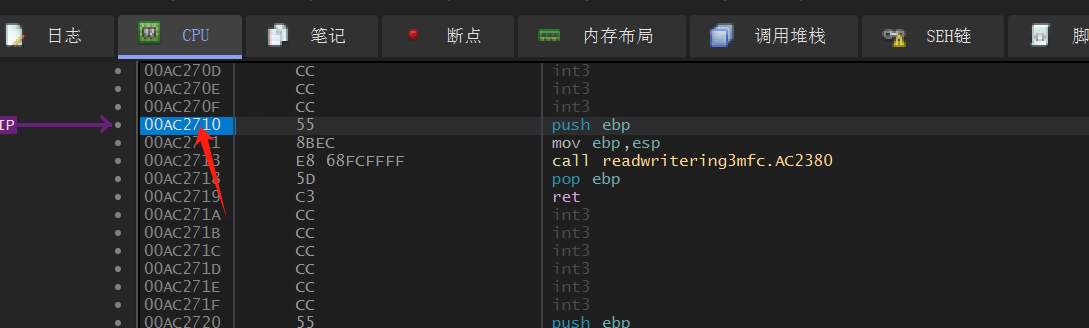 日志 CPU 笔记 断点 内存布局 调用堆栈 SEH链 脚
00AC270D CC int3
00AC270E CC int3
00AC270F CC int3
IP 00AC2710 55 push ebp
00AC2711 8BEC mov ebp,esp
00AC2713 E8 68FCFFFF call readwritering3mfc.AC2380
00AC2718 5D pop ebp
00AC2719 C3 ret
00AC271A CC int3
00AC271B CC int3
00AC271C CC int3
00AC271D CC int3
00AC271E CC int3
00AC271F CC int3
00AC2720 55 push ebp